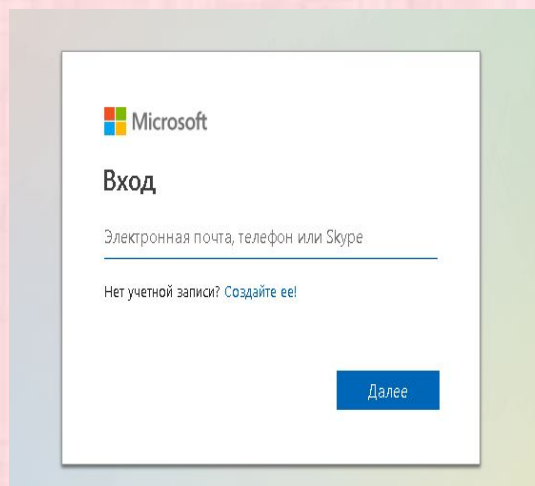 Microsoft
Вход
Электронная почта, телефон или Skype
Нет учетной записи? Создайте ее!
Далее